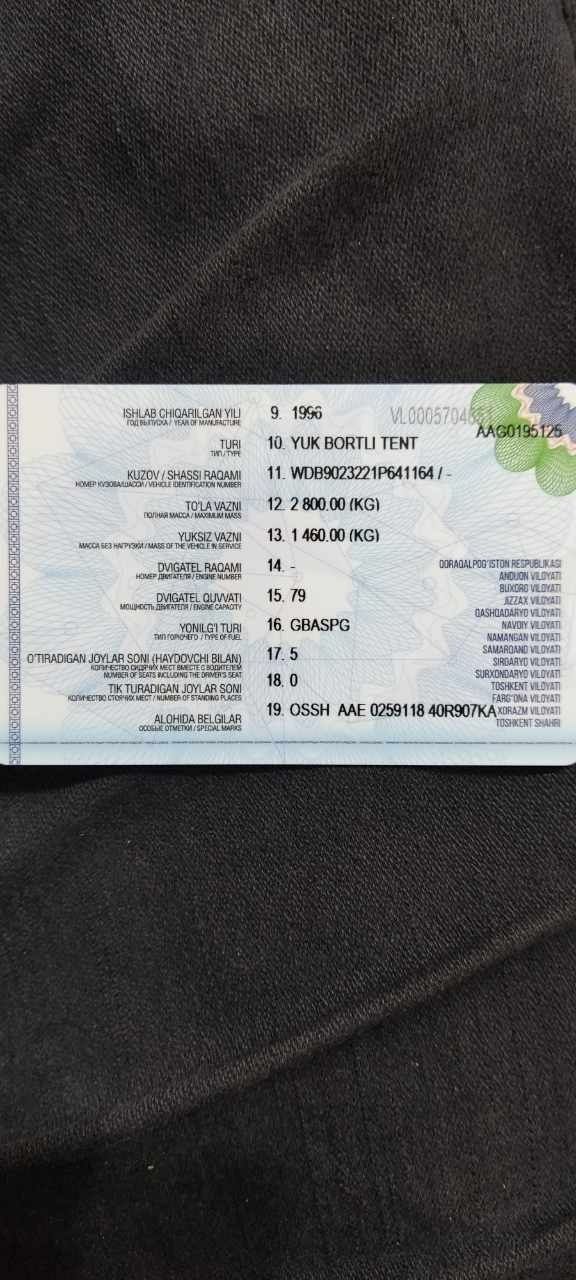 ISHLAB CHIQARILGAN YILI 9. 1996 VL0005704651
ГОД ВЫПУСКА / YEAR OF MANUFACTURE
AAG0195125
TURI 10. YUK BORTLI TENT
ТИП / TYPE
KUZOV / SHASSI RAQAMI 11. WDB9023221P641164 / -
НОМЕР КУЗОВА/ШАССИ / VEHICLE IDENTIFICATION NUMBER
TO'LA VAZNI 12. 2 800.00 (KG)
ПОЛНАЯ МАССА / MAXIMUM MASS
YUKSIZ VAZNI 13. 1 460.00 (KG)
МАССА БЕЗ НАГРУЗКИ / MASS OF THE VEHICLE IN SERVICE
DVIGATEL RAQAMI 14. -
НОМЕР ДВИГАТЕЛЯ / ENGINE NUMBER
DVIGATEL QUVVATI 15. 79
МОЩНОСТЬ ДВИГАТЕЛЯ / ENGINE CAPACITY
YONILG'I TURI 16. GBASPG
ТИП ГОРЮЧЕГО / TYPE OF FUEL
O'TIRADIGAN JOYLAR SONI (HAYDOVCHI BILAN) 17. 5
КОЛИЧЕСТВО СИДЯЧИХ МЕСТ ВМЕСТЕ С ВОДИТЕЛЕМ
NUMBER OF SEATS INCLUDING THE DRIVER'S SEAT
TIK TURADIGAN JOYLAR SONI 18. 0
КОЛИЧЕСТВО СТОЯЧИХ МЕСТ / NUMBER OF STANDING PLACES
ALOHIDA BELGILAR 19. OSSH AAE 0259118 40R907KA
ОСОБЫЕ ОТМЕТКИ / SPECIAL MARKS
QORAQALPOG'ISTON RESPUBLIKASI
ANDIJON VILOYATI
BUXORO VILOYATI
JIZZAX VILOYATI
QASHQADARYO VILOYATI
NAVOIY VILOYATI
NAMANGAN VILOYATI
SAMARQAND VILOYATI
SIRDARYO VILOYATI
SURXONDARYO VILOYATI
TOSHKENT VILOYATI
FARG'ONA VILOYATI
XORAZM VILOYATI
TOSHKENT SHAHRI